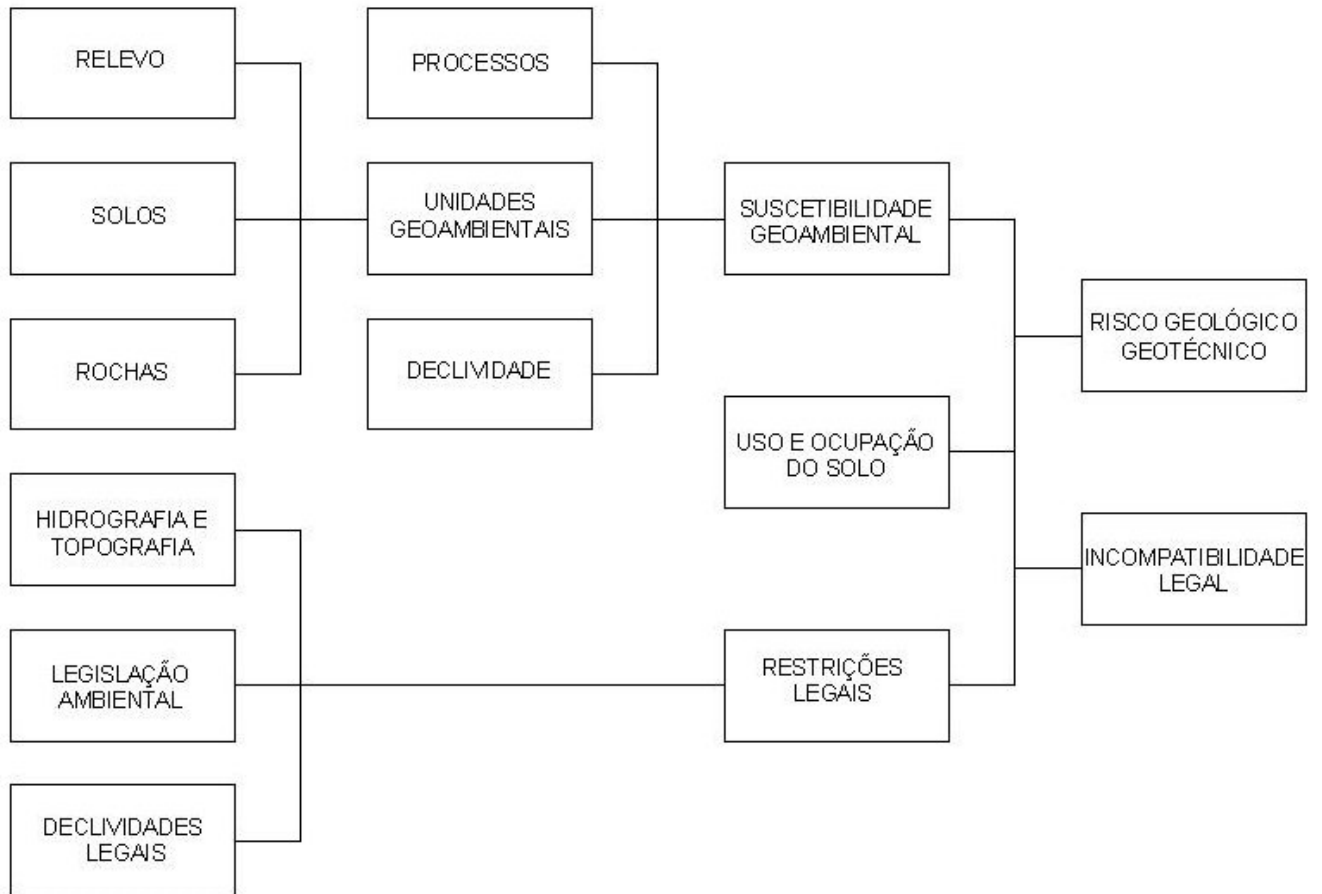 RELEVO
PROCESSOS
SOLOS
UNIDADES
GEOAMBIENTAIS
SUSCETIBILIDADE
GEOAMBIENTAL
RISCO GEOLÓGICO
GEOTÉCNICO
ROCHAS
DECLIVIDADE
USO E OCUPAÇÃO
DO SOLO
HIDROGRAFIA E
TOPOGRAFIA
INCOMPATIBILIDADE
LEGAL
LEGISLAÇÃO
AMBIENTAL
RESTRIÇÕES
LEGAIS
DECLIVIDADES
LEGAIS